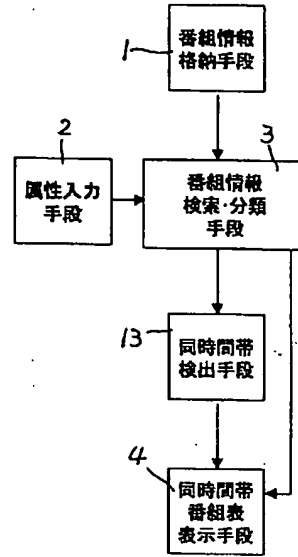 1
番組情報
格納手段
2
属性入力
手段
3
番組情報
検索・分類
手段
13
同時間帯
検出手段
4
同時間帯
番組表
表示手段